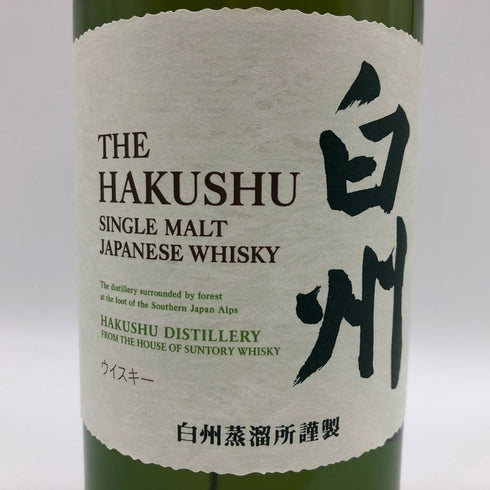 THE
HAKUSHU
SINGLE MALT
JAPANESE WHISKY
The distillery surrounded by forest
at the foot of the Southern Japan Alps
HAKUSHU DISTILLERY
FROM THE HOUSE OF SUNTORY WHISKY
ウイスキー
白州
白州蒸溜所謹製